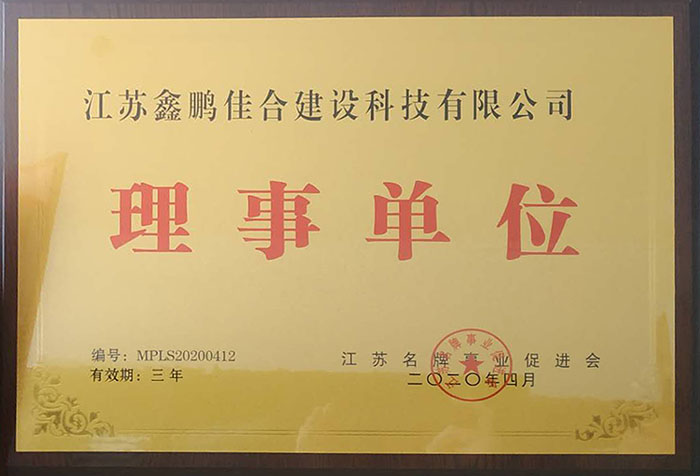 江苏鑫鹏佳合建设科技有限公司
理事单位
编号：MPLS20200412
江苏名牌事业促进会
有效期：三年
二〇二〇年四月